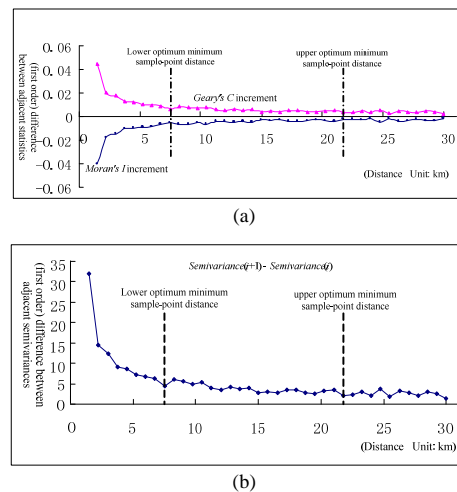 0.06
0.04
0.02
0
-0.02
-0.04
-0.06
(first order) difference
between adjacent
statistics
Lower optimum minimum
sample-point distance
upper optimum minimum
sample-point distance
Geary's C increment
Moran's I increment
0 5 10 15 20 25 30
(Distance Unit: km)
(a)
35
30
25
20
15
10
5
0
(first order) difference between
adjacent semivariances
Semivariance(j+1)- Semivariance(j)
Lower optimum minimum
sample-point distance
upper optimum minimum
sample-point distance
0 5 10 15 20 25 30
(Distance Unit: km)
(b)